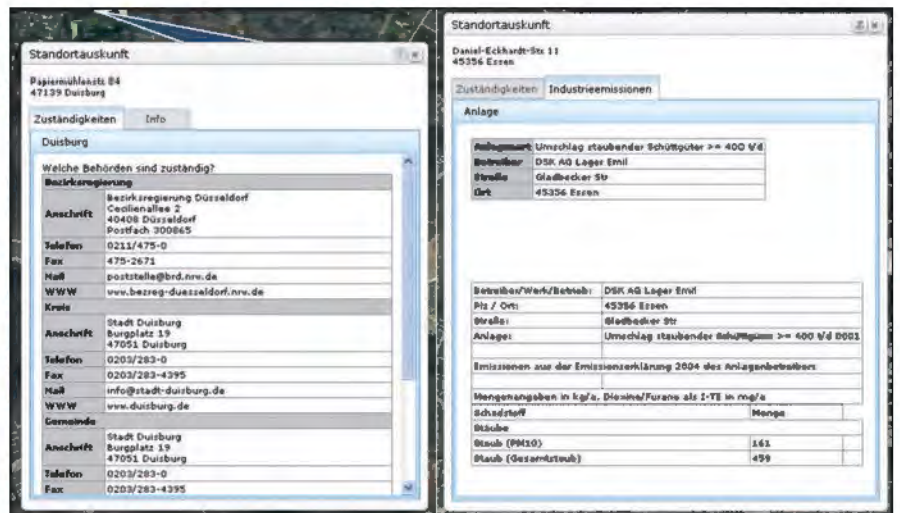 Standortauskunft
Papiermühlenstr. 84
47139 Duisburg
Zuständigkeiten Info
Duisburg
Welche Behörden sind zuständig?
Bezirksregierung
Anschrift Bezirksregierung Düsseldorf
Cecilienallee 2
40408 Düsseldorf
Postfach 300865
Telefon 0211/475-0
Fax 475-2671
Mail poststelle@brd.nrw.de
WWW www.bezreg-duesseldorf.nrw.de
Kreis
Anschrift Stadt Duisburg
Burgplatz 19
47051 Duisburg
Telefon 0203/283-0
Fax 0203/283-4395
Mail info@stadt-duisburg.de
WWW www.duisburg.de
Gemeinde
Anschrift Stadt Duisburg
Burgplatz 19
47051 Duisburg
Telefon 0203/283-0
Fax 0203/283-4395
Standortauskunft
Daniel-Eckhardt-Str. 11
45356 Essen
Zuständigkeiten Industrieemissionen
Anlage
Anlagenart Umschlag staubender Schüttgüter >= 400 t/d
Betreiber DSK AG Lager Emil
Straße Gladbecker Str
Ort 45356 Essen
Betreiber/Werk/Betrieb: DSK AG Lager Emil
Plz / Ort: 45356 Essen
Straße: Gladbecker Str
Anlage: Umschlag staubender Schüttgüter >= 400 t/d 0001
Emissionen aus der Emissionserklärung 2004 des Anlagenbetreibers
Mengenangaben in kg/a, Dioxine/Furane als I-TE in mg/a
Schadstoff Menge
Stäube
Staub (PM10) 161
Staub (Gesamtstaub) 459